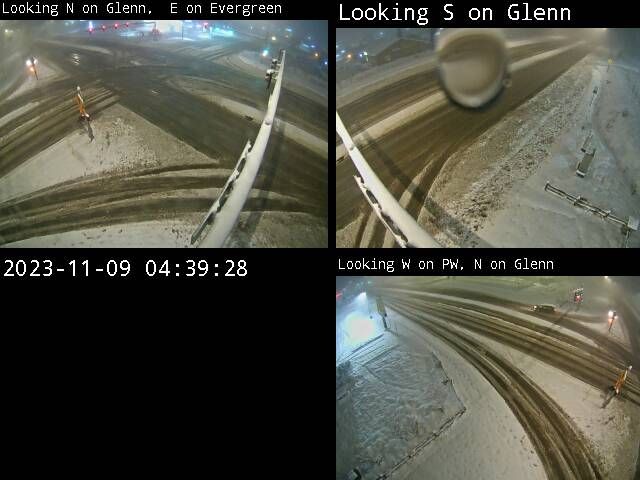 Looking N on Glenn,  E on Evergreen
Looking S on Glenn
2023-11-09 04:39:28
Looking W on PW, N on Glenn